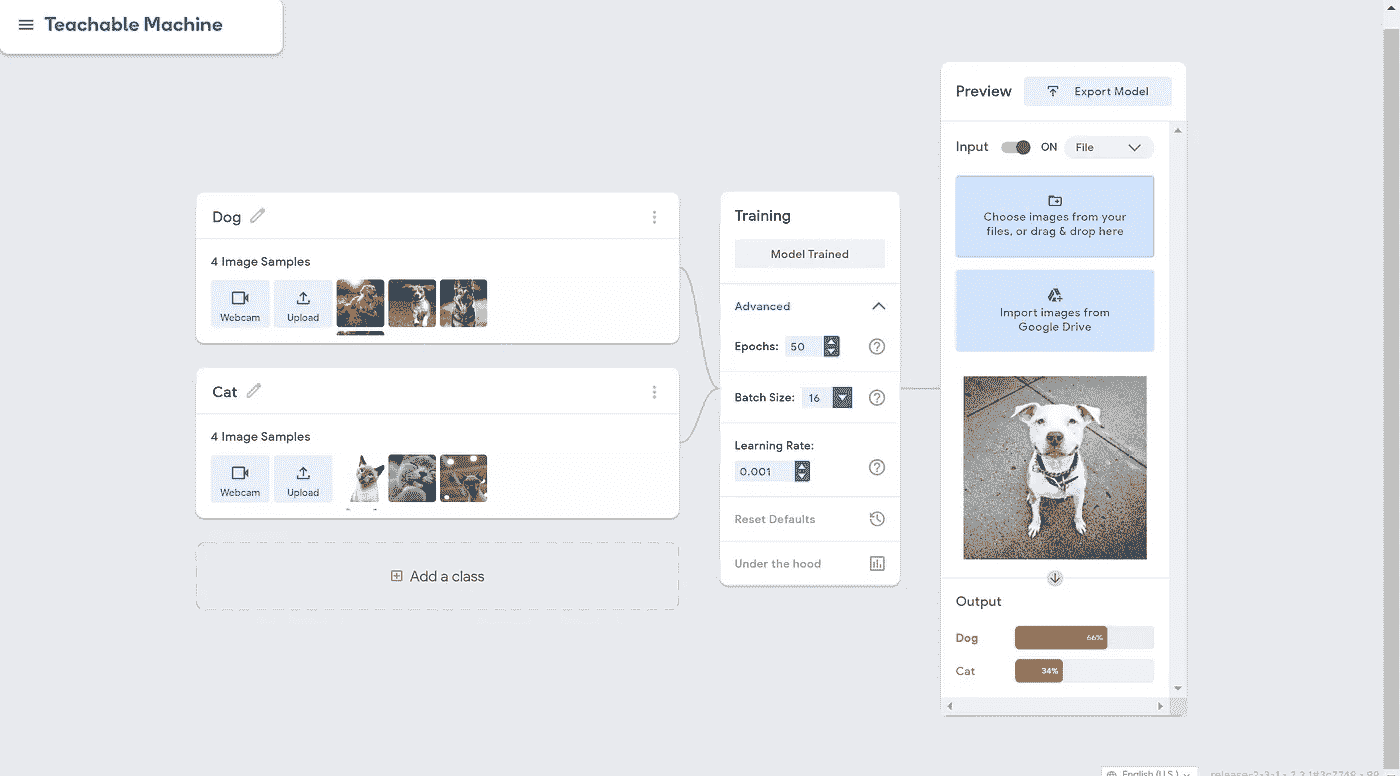 Teachable Machine
Dog
4 Image Samples
Webcam
Upload
Cat
4 Image Samples
Webcam
Upload
Add a class
Training
Model Trained
Advanced
Epochs: 50
Batch Size: 16
Learning Rate:
0.001
Reset Defaults
Under the hood
Preview
Export Model
Input ON File
Choose images from your
files, or drag & drop here
Import images from
Google Drive
Output
Dog 66%
Cat 34%
English (U.S.)